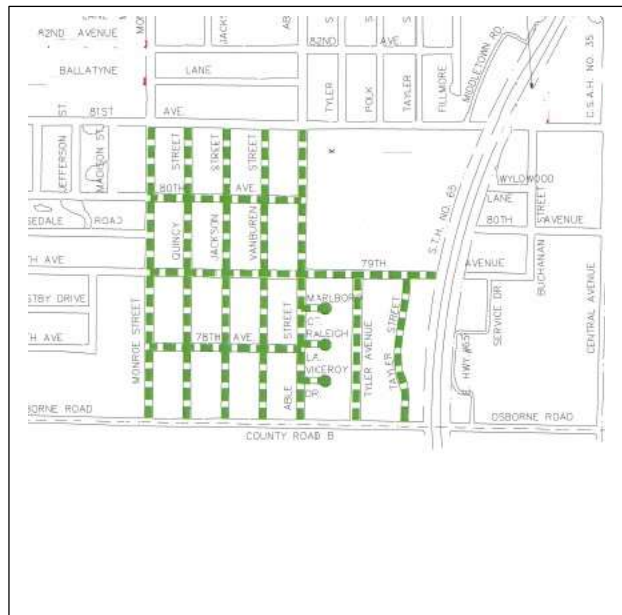 LANE
82ND AVENUE
JACK
82ND AVE.
MIDDLETOWN RD.
C.S.A.H. NO. 35
BALLATYNE LANE
TYLER
POLK
TAYLER
FILLMORE
ST
81ST AVE.
JEFFERSON
MADISON ST.
STREET
STREET
STREET
80TH AVE.
X
S.T.H. NO. 65
WYLDWOOD
LANE
80TH AVENUE
STREET
SEDALE ROAD
QUINCY
JACKSON
VANBUREN
BUCHANAN
TH AVE
79TH AVENUE
STBY DRIVE
MARLBORO
STREET
STREET
SERVICE DR.
CENTRAL AVENUE
RALEIGH
TH AVE.
78TH AVE.
MONROE STREET
LA.
VICEROY
DR.
ABLE
TYLER AVENUE
TAYLER
E. HWY #65
BORNE ROAD
OSBORNE ROAD
COUNTY ROAD B